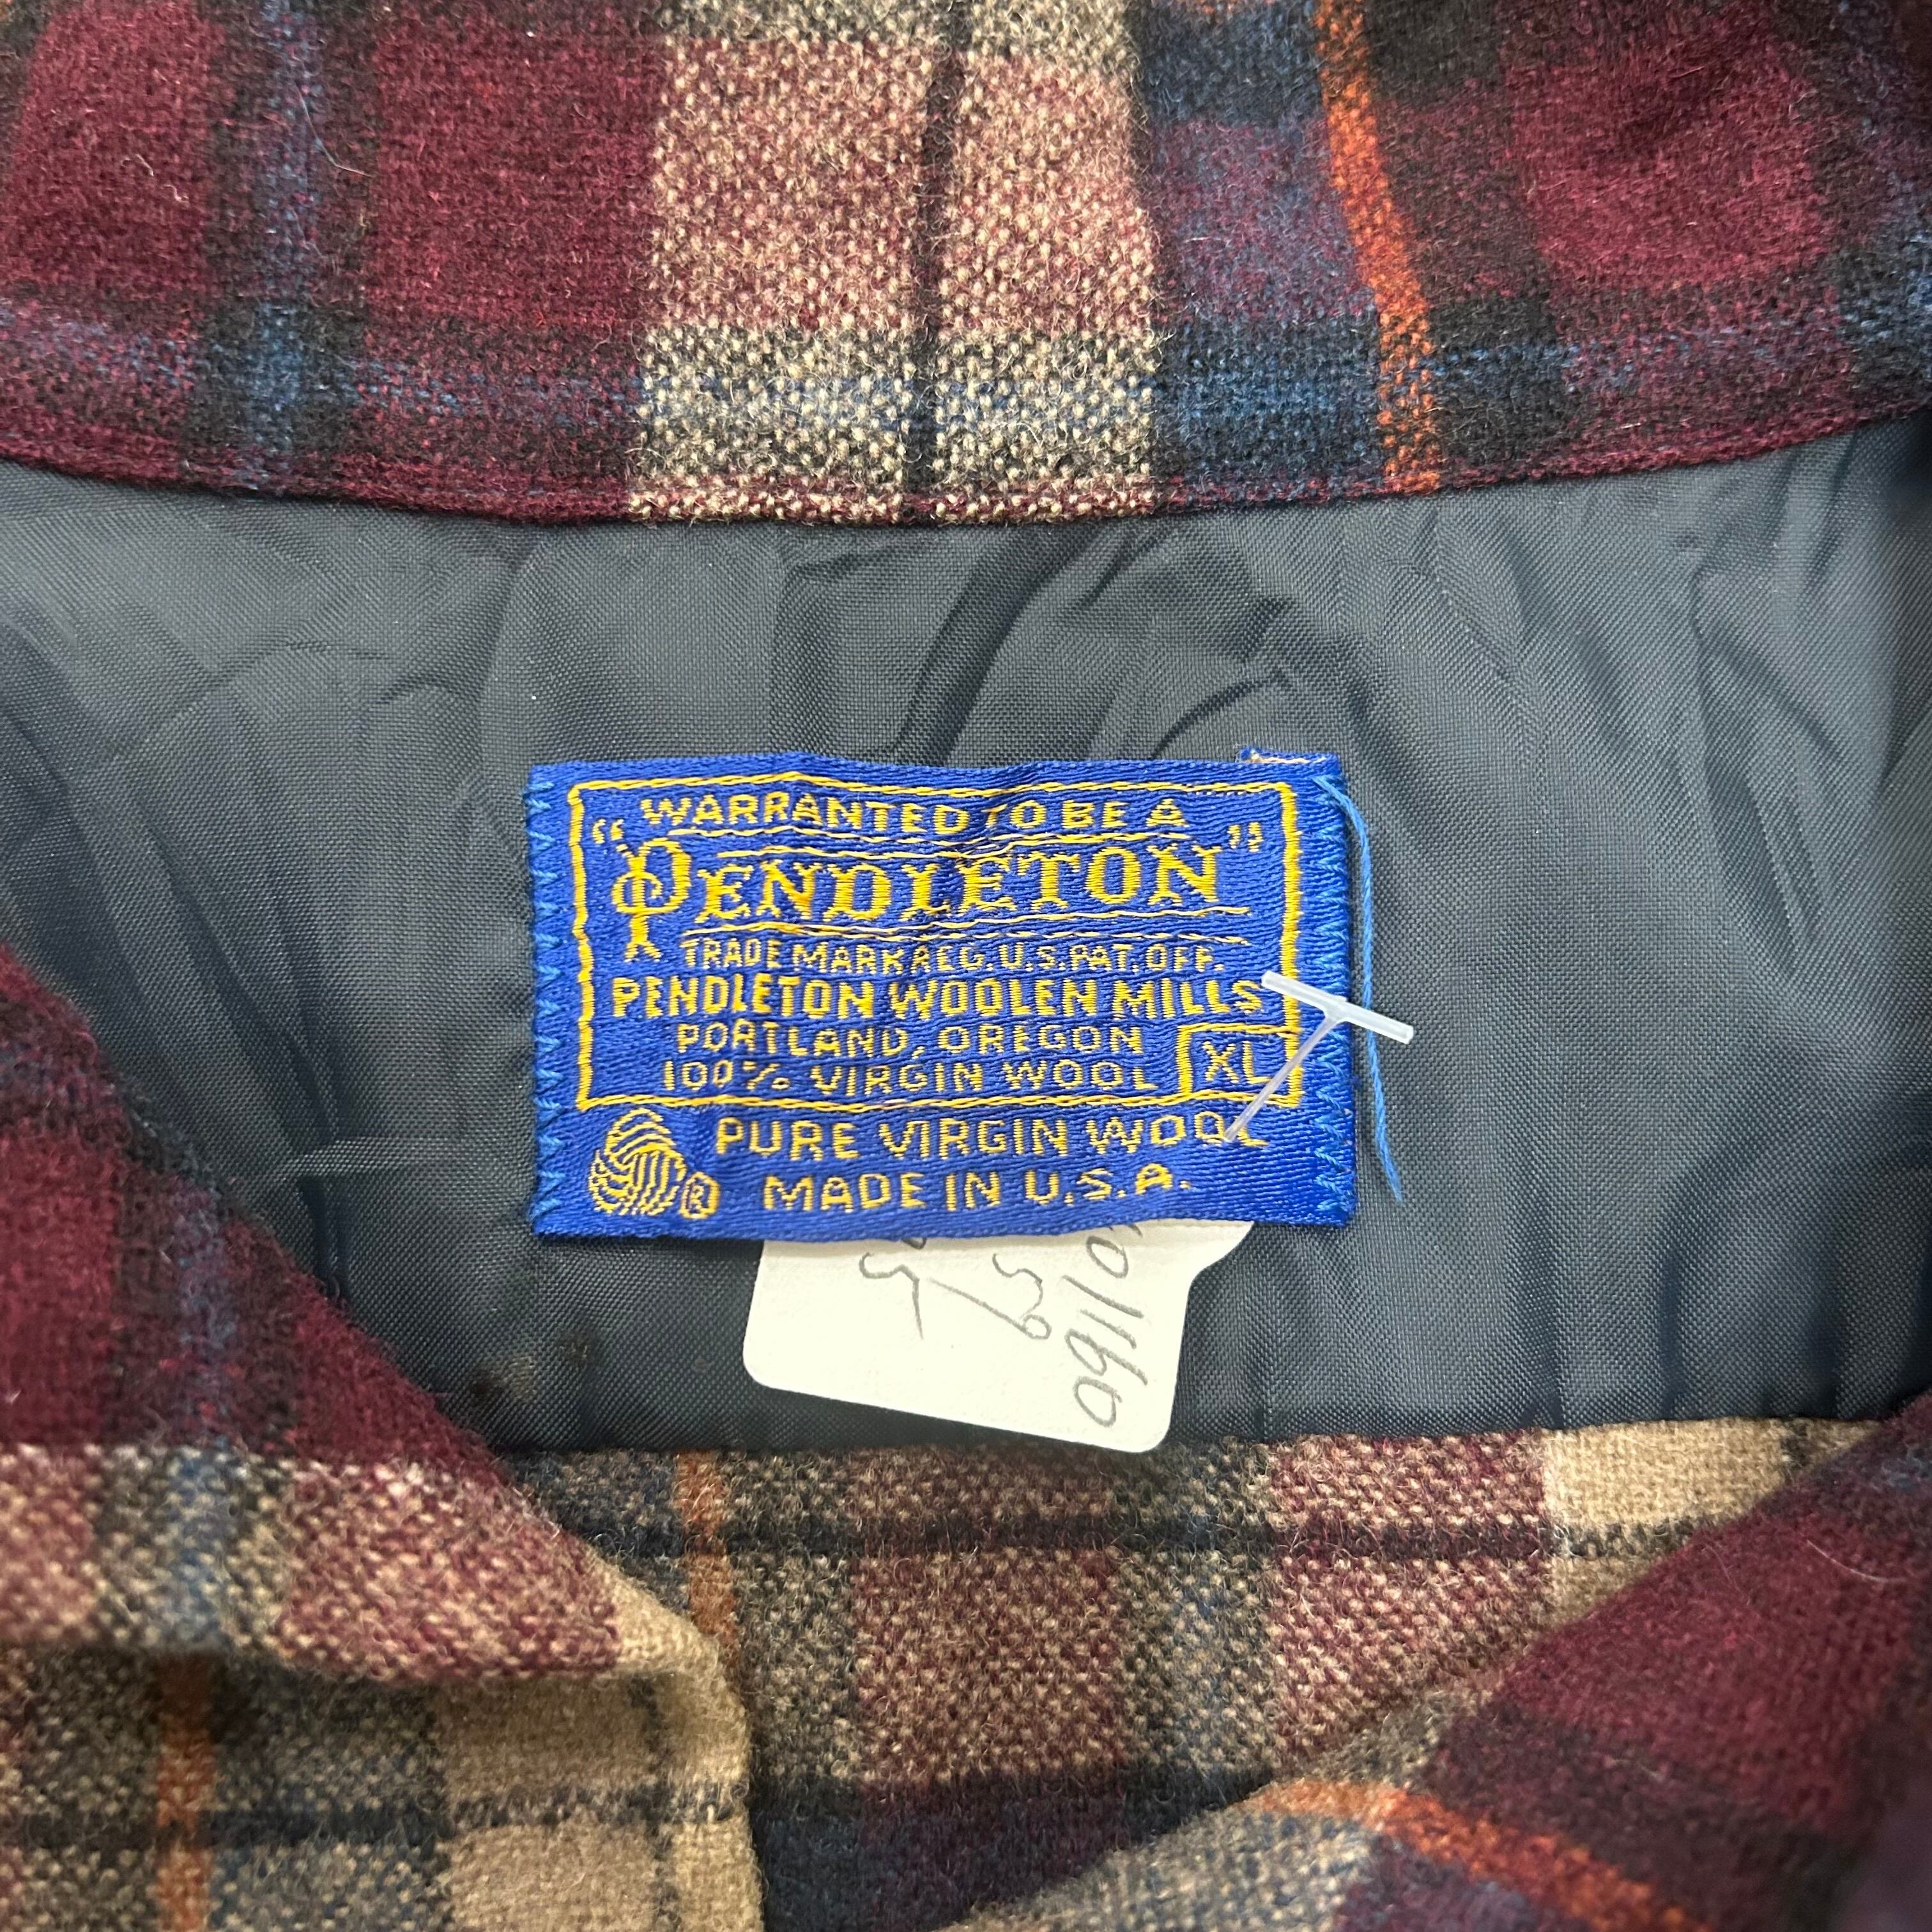 WARRANTED TO BE A
"PENDLETON"
TRADE MARK REG. U.S. PAT. OFF.
PENDLETON WOOLEN MILLS
PORTLAND, OREGON
100% VIRGIN WOOL XL
PURE VIRGIN WOOL
® MADE IN U.S.A.